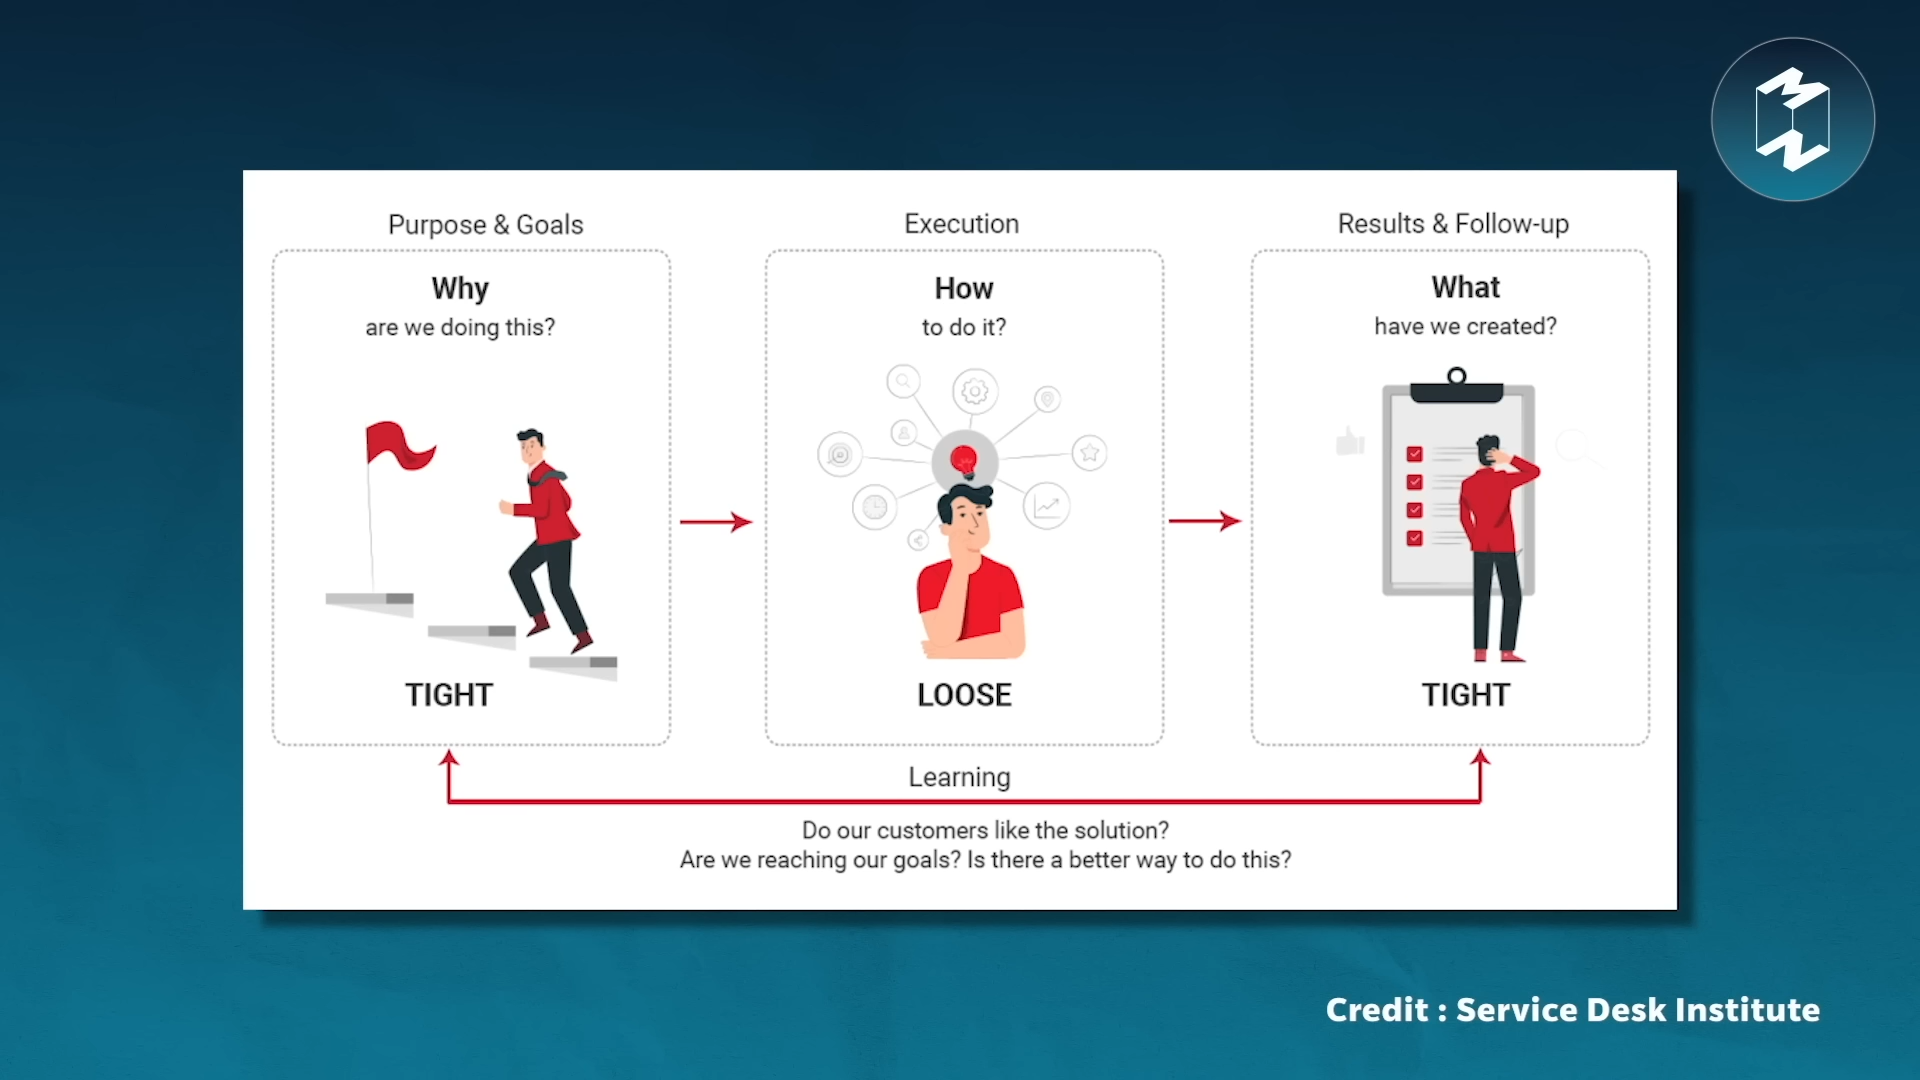 Purpose & Goals
Why
are we doing this?
TIGHT
Execution
How
to do it?
LOOSE
Results & Follow-up
What
have we created?
TIGHT
Learning
Do our customers like the solution?
Are we reaching our goals? Is there a better way to do this?
Credit : Service Desk Institute